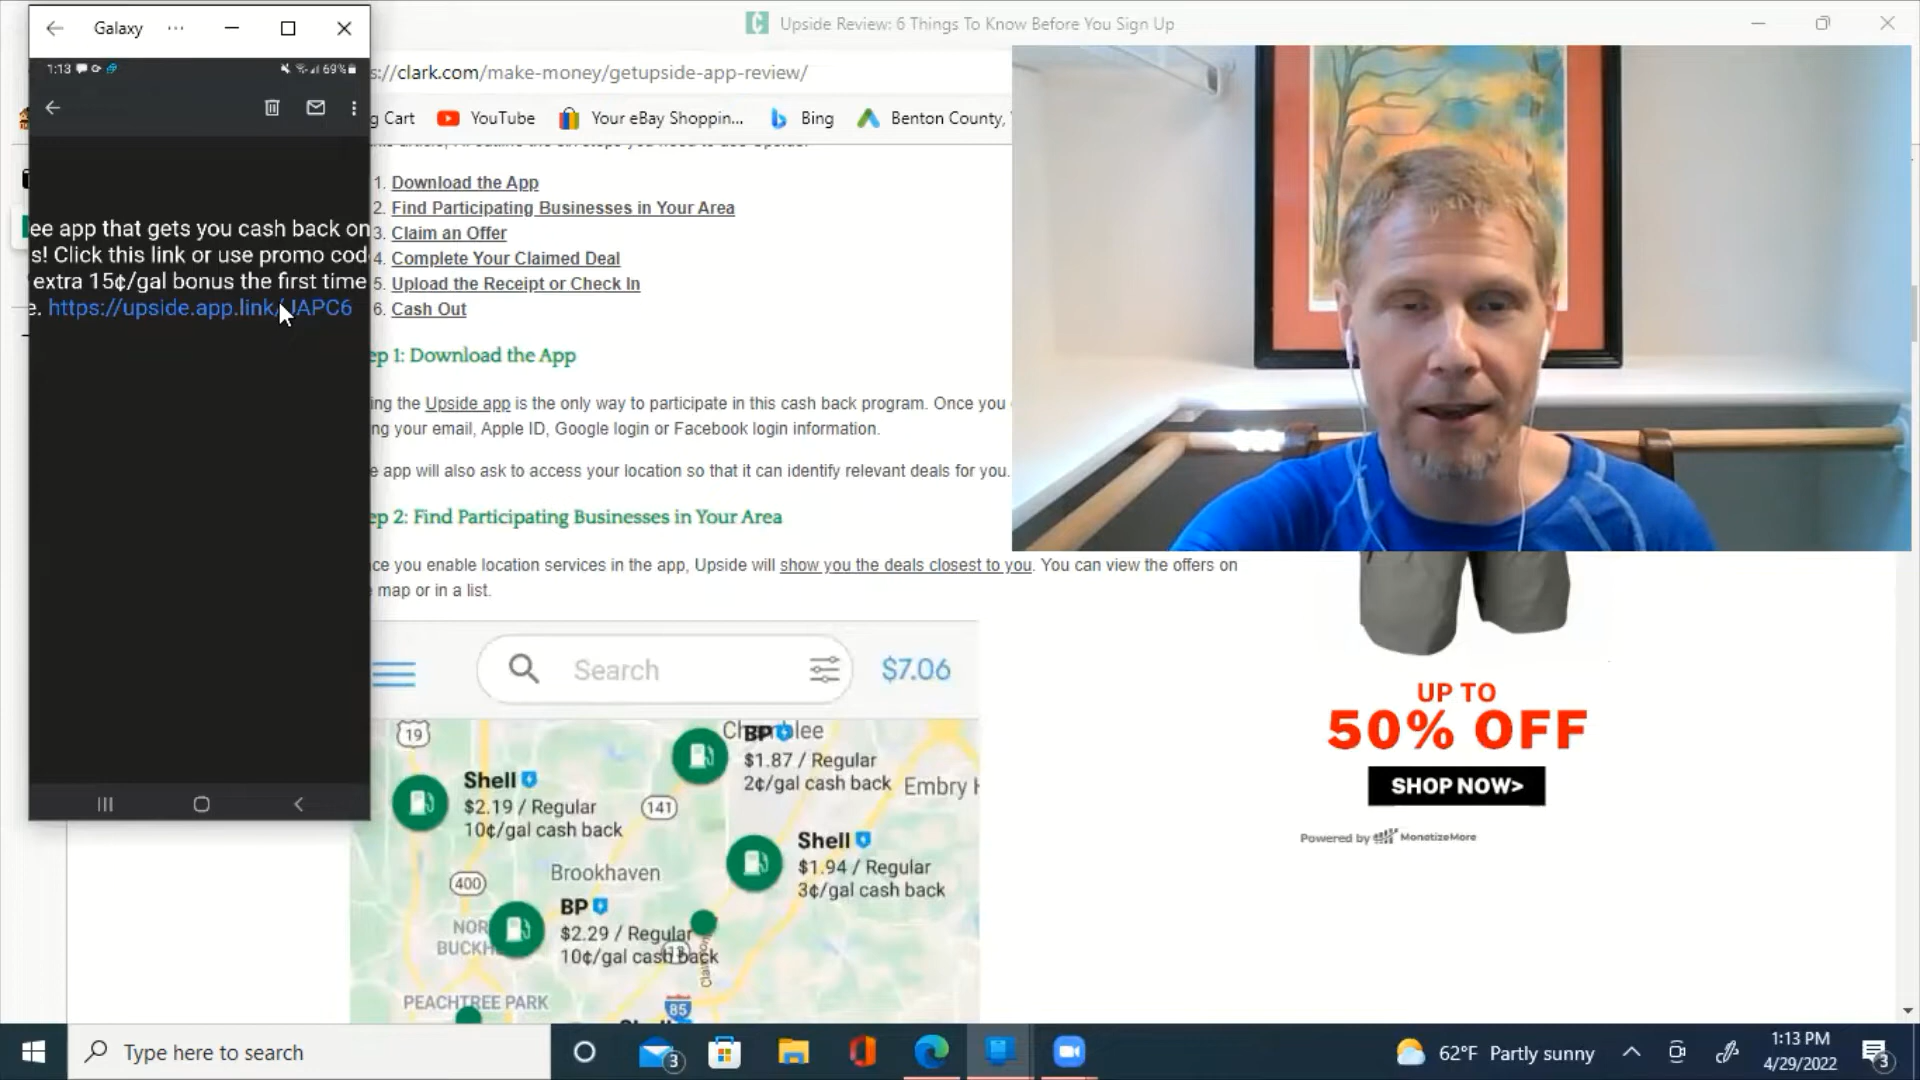 Galaxy
1:13
69%
ee app that gets you cash back on
s! Click this link or use promo cod
extra 15¢/gal bonus the first time
e. https://upside.app.link/JAPC6
Upside Review: 6 Things To Know Before You Sign Up
s://clark.com/make-money/getupside-app-review/
g Cart
YouTube
Your eBay Shoppin...
Bing
Benton County,
1. Download the App
2. Find Participating Businesses in Your Area
3. Claim an Offer
4. Complete Your Claimed Deal
5. Upload the Receipt or Check In
6. Cash Out
ep 1: Download the App
ing the Upside app is the only way to participate in this cash back program. Once you
ng your email, Apple ID, Google login or Facebook login information.
e app will also ask to access your location so that it can identify relevant deals for you.
ep 2: Find Participating Businesses in Your Area
ce you enable location services in the app, Upside will show you the deals closest to you. You can view the offers on
map or in a list.
Search
$7.06
19
BP
$1.87 / Regular
2¢/gal cash back
Shell
$2.19 / Regular
10¢/gal cash back
141
Embry H
Shell
$1.94 / Regular
3¢/gal cash back
Brookhaven
400
BP
$2.29 / Regular
10¢/gal cash back
NOR
BUCKH
PEACHTREE PARK
85
UP TO
50% OFF
SHOP NOW>
Powered by MonetizeMore
Type here to search
3
62°F Partly sunny
1:13 PM
4/29/2022
3